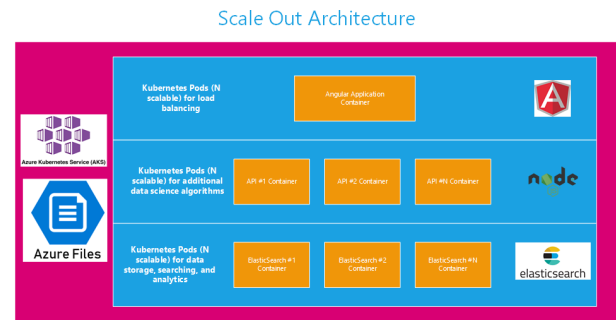 Scale Out Architecture
Kubernetes Pods (N
scalable) for load
balancing
Angular Application
Container
Azure Kubernetes Service (AKS)
Kubernetes Pods (N
scalable) for additional
data science algorithms
API #1 Container
API #2 Container
API #N Container
node
Azure Files
Kubernetes Pods (N
scalable) for data
storage, searching, and
analytics
ElasticSearch #1
Container
ElasticSearch #2
Container
ElasticSearch #N
Container
elasticsearch